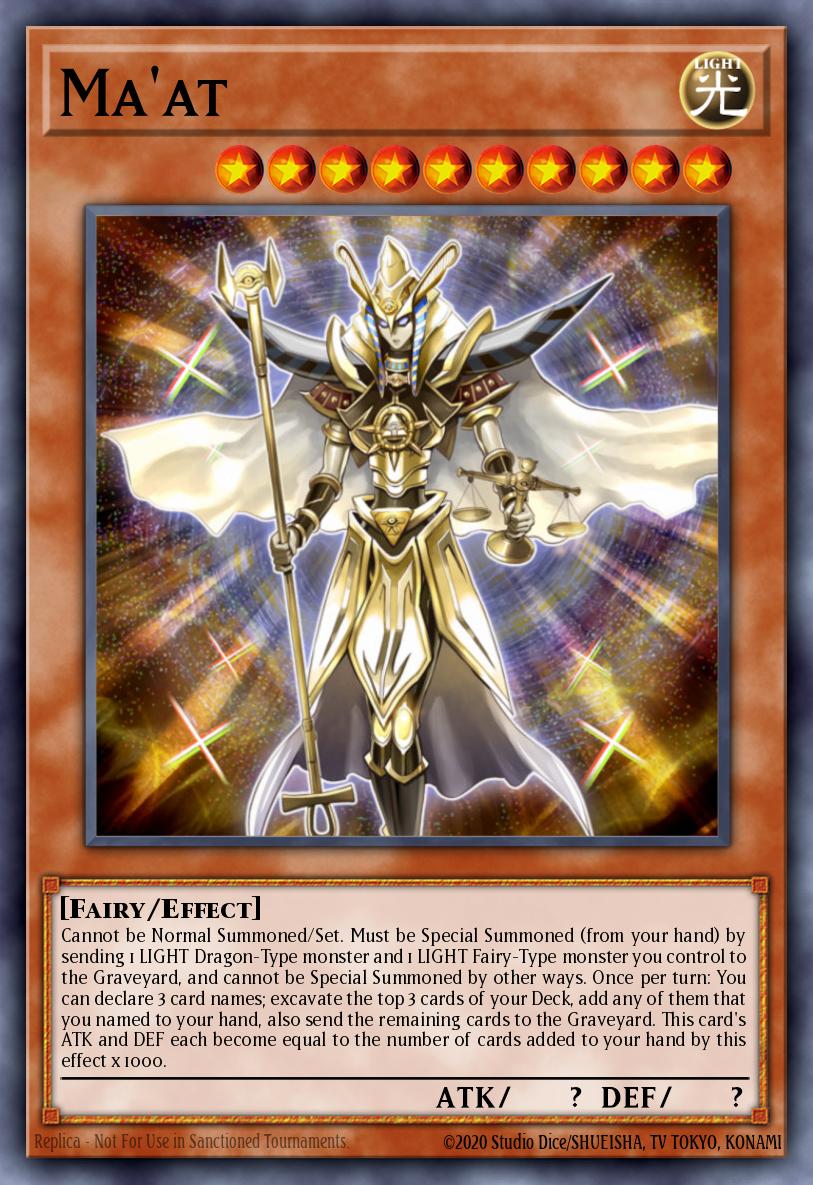 Ma'at
LIGHT
光
[Fairy/Effect]
Cannot be Normal Summoned/Set. Must be Special Summoned (from your hand) by
sending 1 LIGHT Dragon-Type monster and 1 LIGHT Fairy-Type monster you control to
the Graveyard, and cannot be Special Summoned by other ways. Once per turn: You
can declare 3 card names; excavate the top 3 cards of your Deck, add any of them that
you named to your hand, also send the remaining cards to the Graveyard. This card's
ATK and DEF each become equal to the number of cards added to your hand by this
effect x 1000.
ATK/ ? DEF/ ?
Replica - Not For Use in Sanctioned Tournaments. ©2020 Studio Dice/SHUEISHA, TV TOKYO, KONAMI